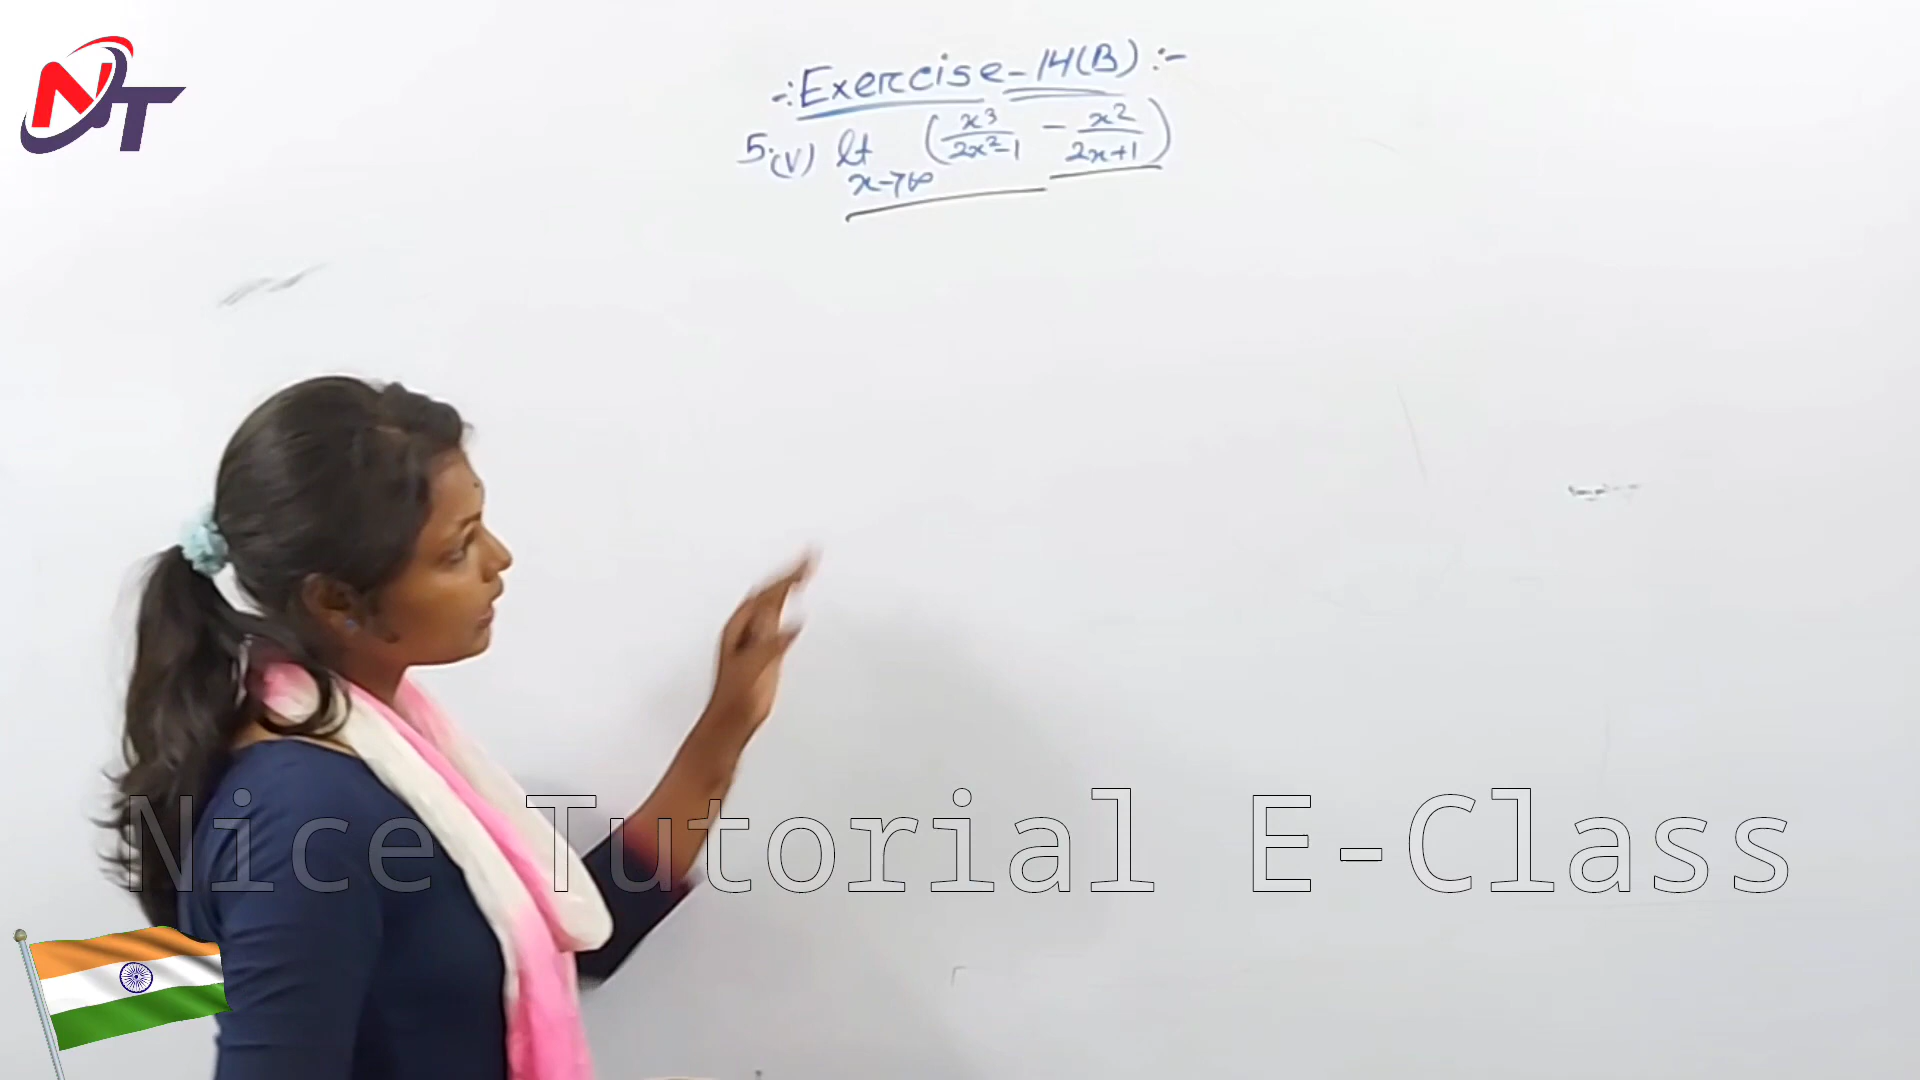 NT
-:Exercise-14(B):-
5.(V) lt x→∞ (x³/2x²-1 - x²/2x+1)
Nice Tutorial E-Class